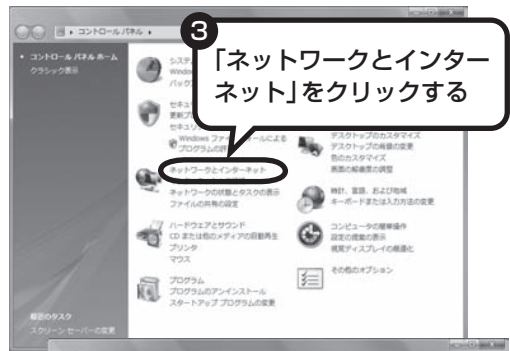 コントロール パネル
3
「ネットワークとインター
ネット」をクリックする
コントロール パネル ホーム
クラシック表示
システ
Windo
バック
セキュ
更新プ
セキュリ
Windows ファイ ールによる
プログラムの許
ネットワークとインターネット
ネットワークの状態とタスクの表示
ファイルの共有の設定
ハードウェアとサウンド
CD または他のメディアの自動再生
プリンタ
マウス
プログラム
プログラムのアンインストール
スタートアップ プログラムの変更
デスクトップのカスタマイズ
デスクトップの背景の変更
色のカスタマイズ
画面の解像度の調整
時計、言語、および地域
キーボードまたは入力方法の変更
コンピュータの簡単操作
設定の提案の表示
視覚ディスプレイの最適化
その他のオプション
最近のタスク
スクリーン セーバーの変更